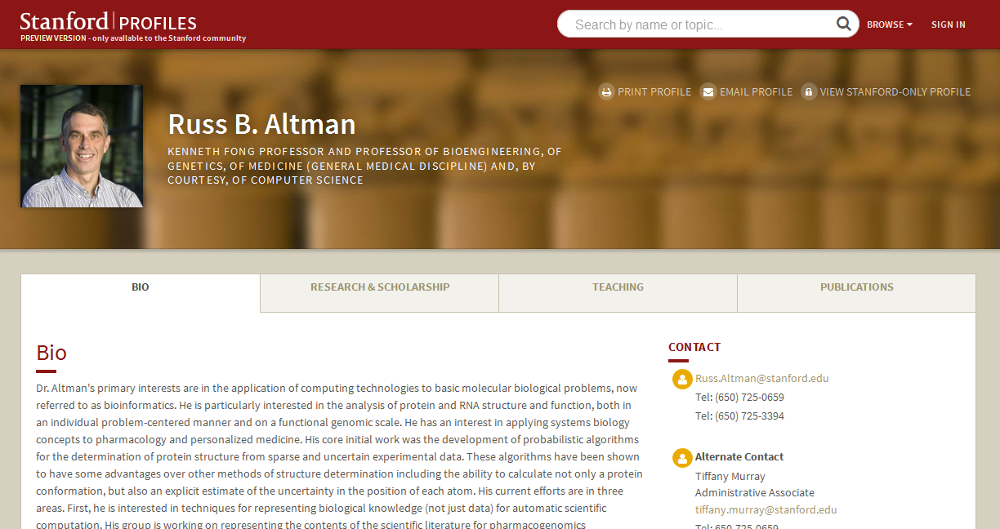 Stanford PROFILES
PREVIEW VERSION - only available to the Stanford community
Search by name or topic...
BROWSE
SIGN IN
PRINT PROFILE
EMAIL PROFILE
VIEW STANFORD-ONLY PROFILE
Russ B. Altman
KENNETH FONG PROFESSOR AND PROFESSOR OF BIOENGINEERING, OF
GENETICS, OF MEDICINE (GENERAL MEDICAL DISCIPLINE) AND, BY
COURTESY, OF COMPUTER SCIENCE
BIO
RESEARCH & SCHOLARSHIP
TEACHING
PUBLICATIONS
Bio
Dr. Altman's primary interests are in the application of computing technologies to basic molecular biological problems, now
referred to as bioinformatics. He is particularly interested in the analysis of protein and RNA structure and function, both in
an individual problem-centered manner and on a functional genomic scale. He has an interest in applying systems biology
concepts to pharmacology and personalized medicine. His core initial work was the development of probabilistic algorithms
for the determination of protein structure from sparse and uncertain experimental data. These algorithms have been shown
to have some advantages over other methods of structure determination including the ability to calculate not only a protein
conformation, but also an explicit estimate of the uncertainty in the position of each atom. His current efforts are in three
areas. First, he is interested in techniques for representing biological knowledge (not just data) for automatic scientific
computation. His group is working on representing the contents of the scientific literature for pharmacogenomics
CONTACT
Russ.Altman@stanford.edu
Tel: (650) 725-0659
Tel: (650) 725-3394
Alternate Contact
Tiffany Murray
Administrative Associate
tiffany.murray@stanford.edu
Tel: 650-725-0659